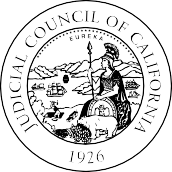 JUDICIAL COUNCIL OF CALIFORNIA
EUREKA
1926